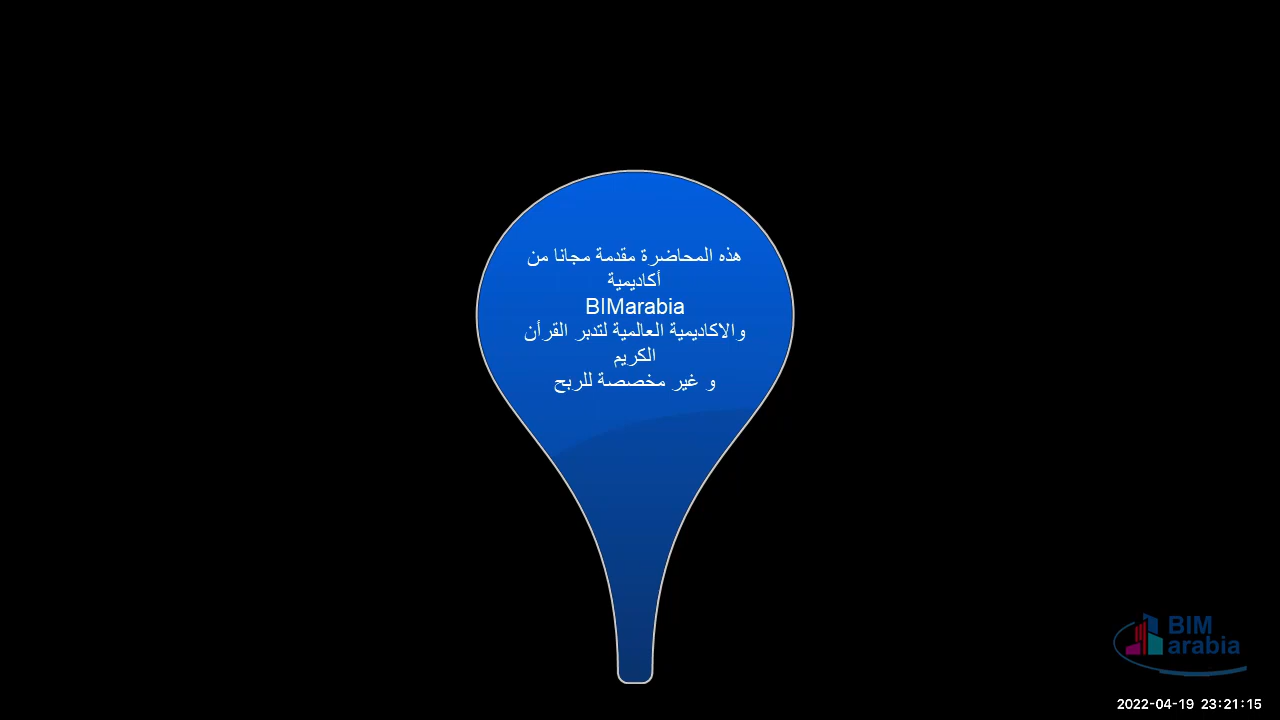 هذه المحاضرة مقدمة مجانا من
أكاديمية
BIMarabia
والاكاديمية العالمية لتدبر القرأن
الكريم
و غير مخصصة للربح
BIM
arabia
2022-04-19 23:21:15